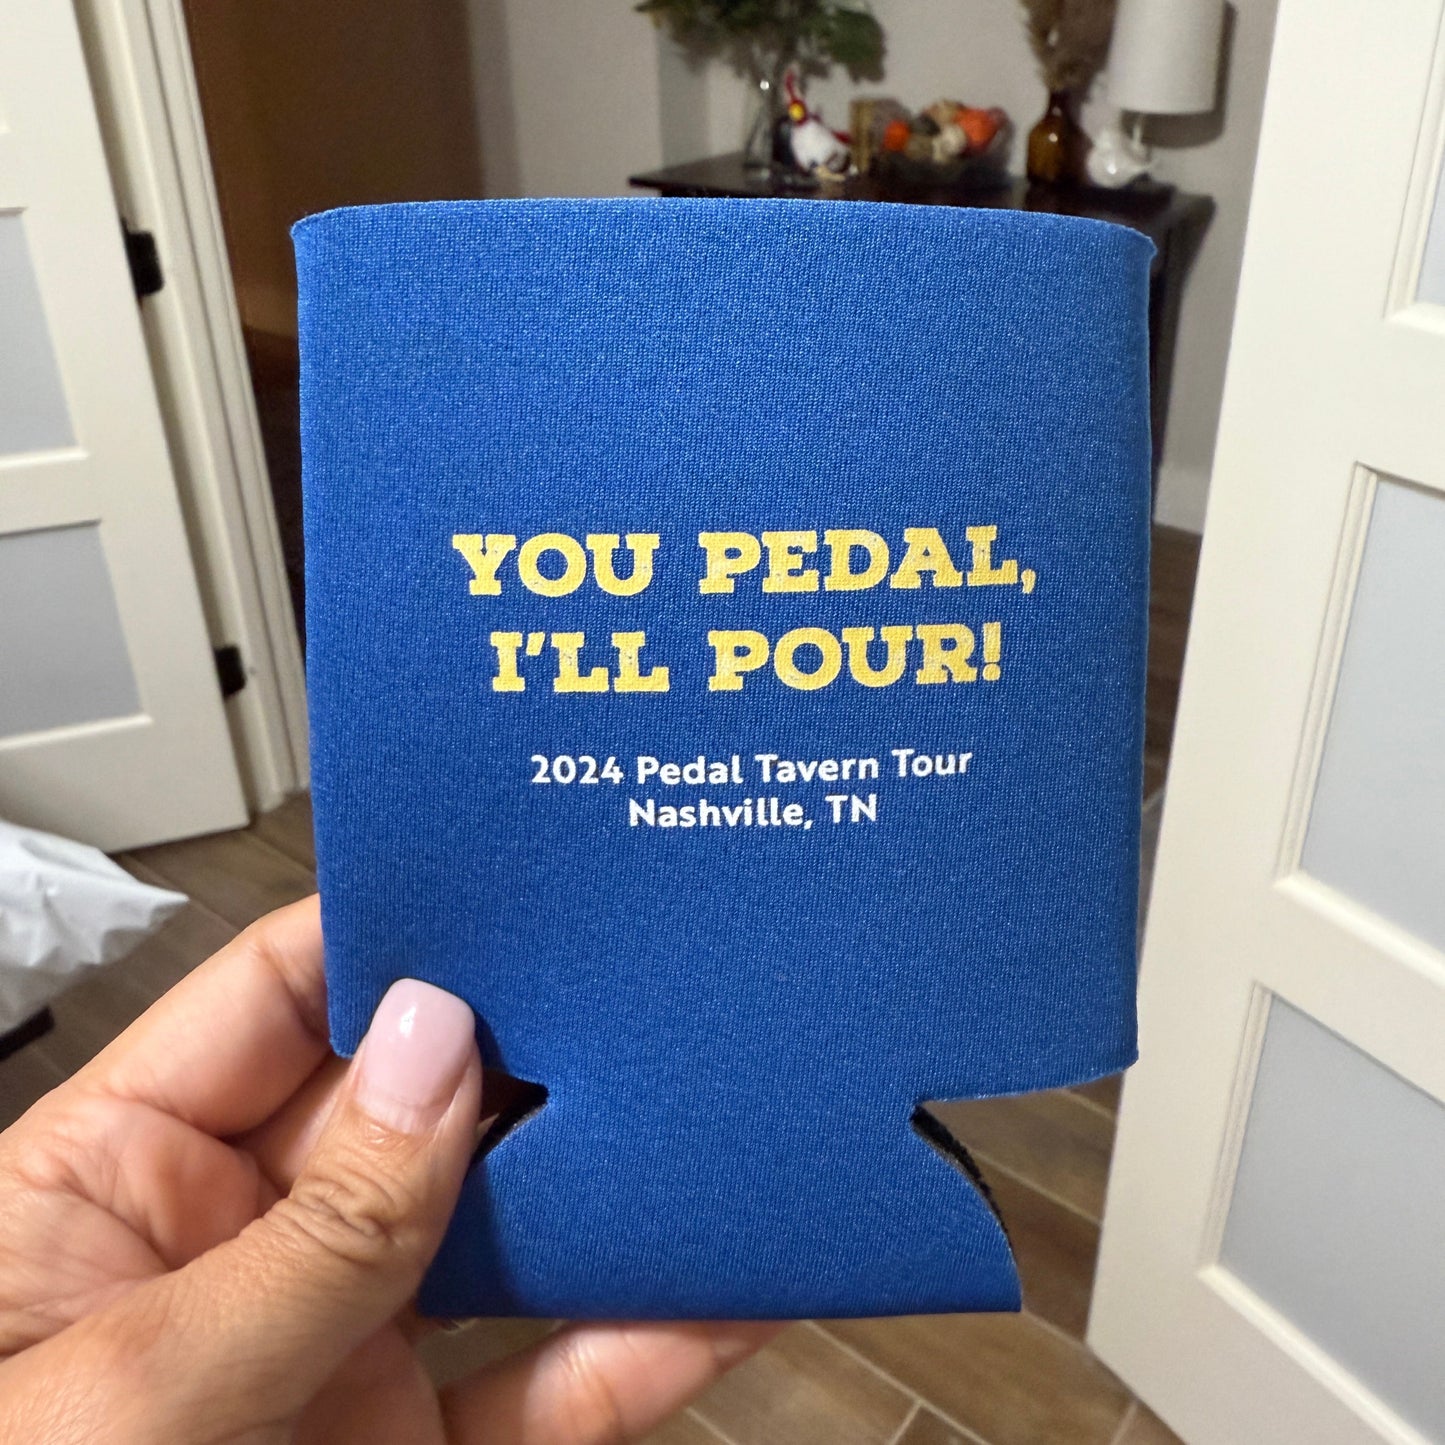 YOU PEDAL,
I'LL POUR!
2024 Pedal Tavern Tour
Nashville, TN